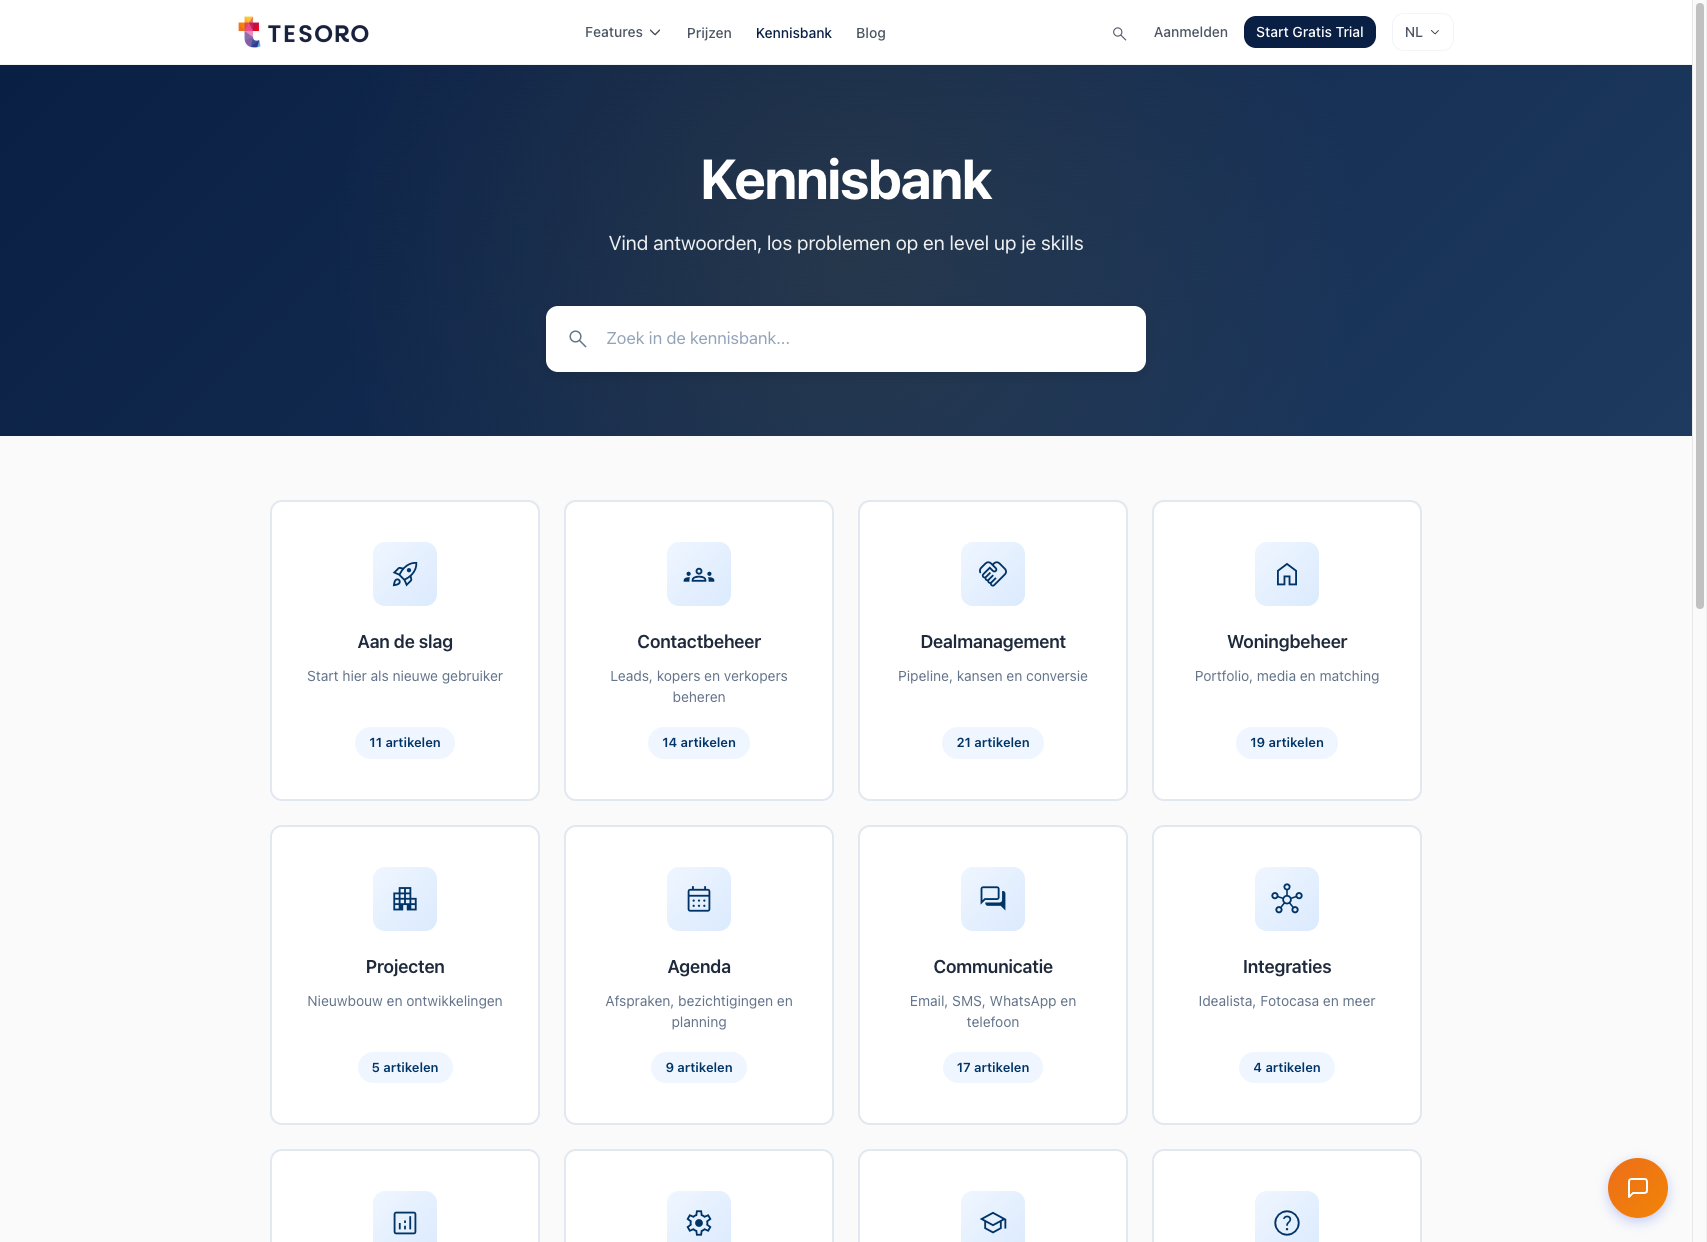 TESORO
Features
Prijzen
Kennisbank
Blog
Aanmelden
Start Gratis Trial
NL
Kennisbank
Vind antwoorden, los problemen op en level up je skills
Zoek in de kennisbank...
Aan de slag
Start hier als nieuwe gebruiker
11 artikelen
Contactbeheer
Leads, kopers en verkopers
beheren
14 artikelen
Dealmanagement
Pipeline, kansen en conversie
21 artikelen
Woningbeheer
Portfolio, media en matching
19 artikelen
Projecten
Nieuwbouw en ontwikkelingen
5 artikelen
Agenda
Afspraken, bezichtigingen en
planning
9 artikelen
Communicatie
Email, SMS, WhatsApp en
telefoon
17 artikelen
Integraties
Idealista, Fotocasa en meer
4 artikelen